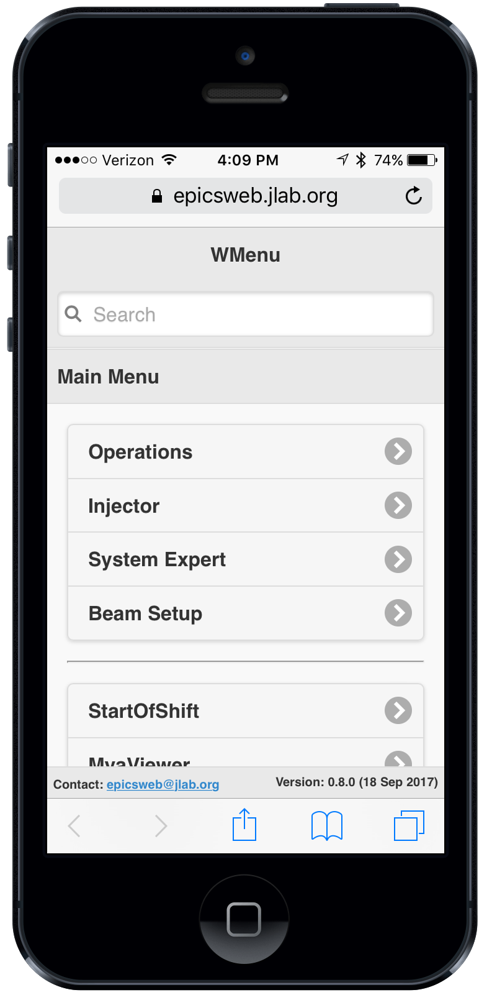 Verizon 4:09 PM 74%
epicsweb.jlab.org
WMenu
Search
Main Menu
Operations
Injector
System Expert
Beam Setup
StartOfShift
MyaViewer
Contact: epicsweb@jlab.org Version: 0.8.0 (18 Sep 2017)